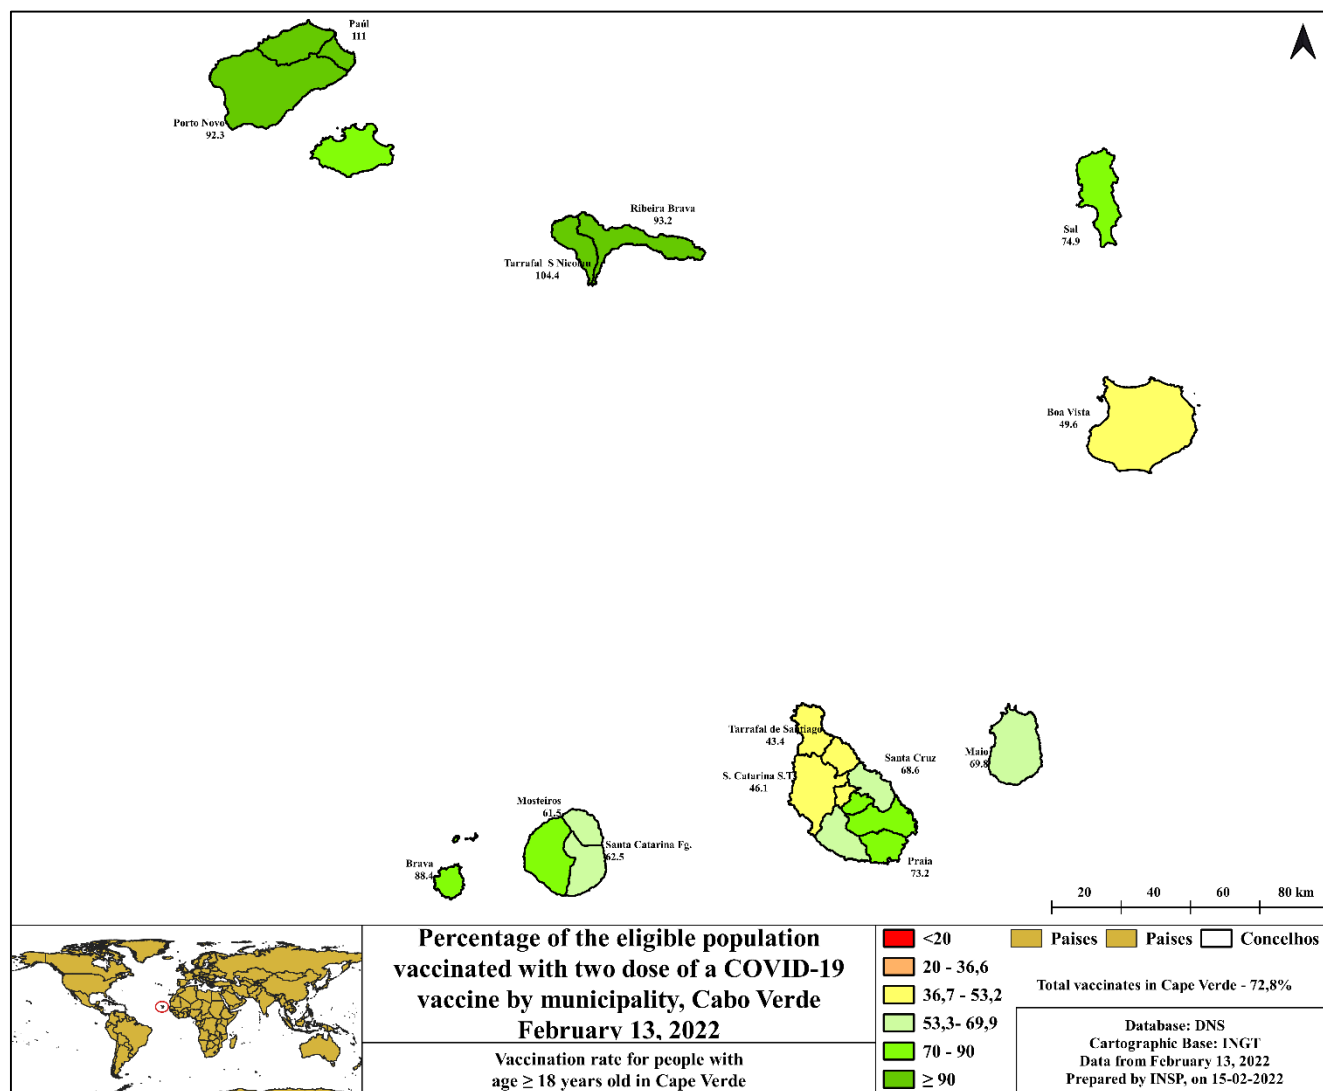 Paúl
111
Porto Novo
92.3
Ribeira Brava
93.2
Tarrafal S Nicolau
104.4
Sal
74.9
Boa Vista
49.6
Tarrafal de Santiago
43.4
Santa Cruz
68.6
Maio
69.8
S. Catarina S.T
46.1
Mosteiros
61.5
Santa Catarina Fg.
62.5
Brava
88.4
Praia
73.2
20 40 60 80 km
Percentage of the eligible population
vaccinated with two dose of a COVID-19
vaccine by municipality, Cabo Verde
February 13, 2022
Vaccination rate for people with
age ≥ 18 years old in Cape Verde
<20
20 - 36,6
36,7 - 53,2
53,3- 69,9
70 - 90
≥ 90
Paises Paises Concelhos
Total vaccinates in Cape Verde - 72,8%
Database: DNS
Cartographic Base: INGT
Data from February 13, 2022
Prepared by INSP, on 15-02-2022